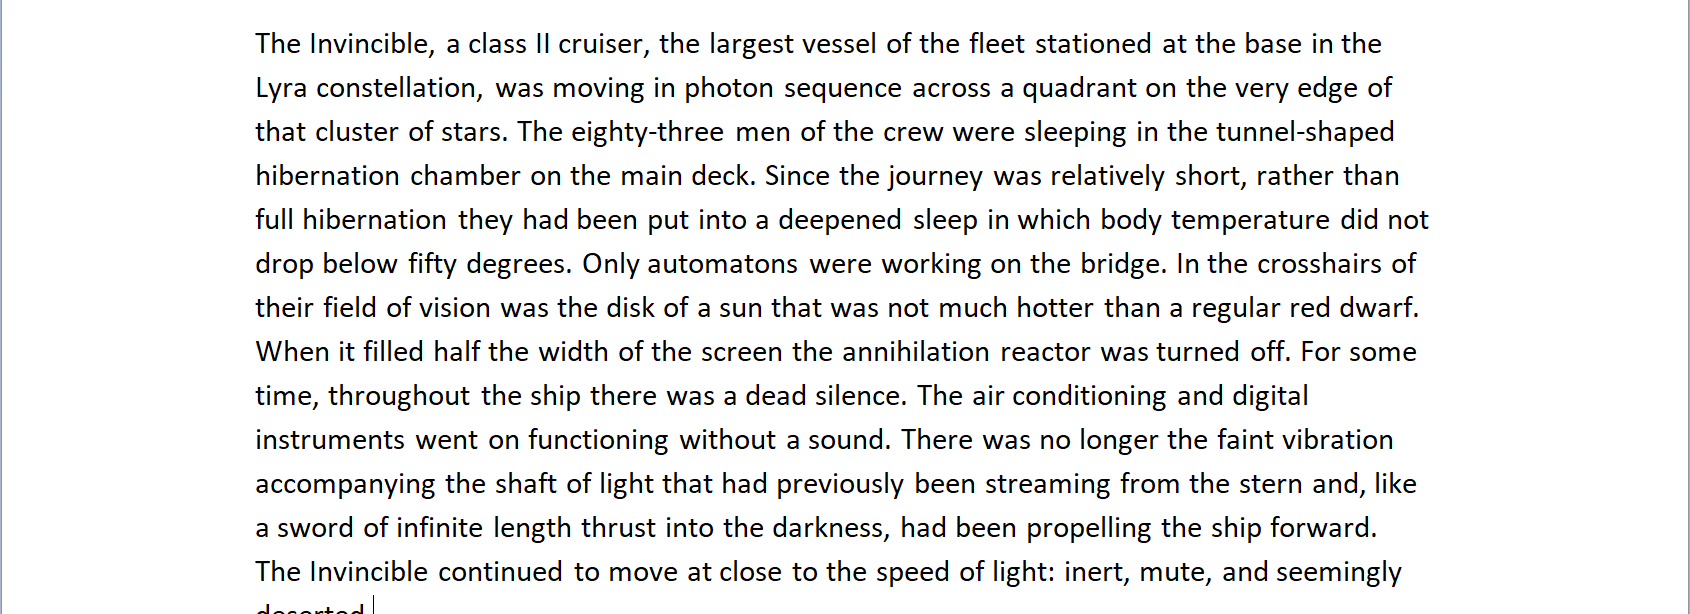 The Invincible, a class II cruiser, the largest vessel of the fleet stationed at the base in the
Lyra constellation, was moving in photon sequence across a quadrant on the very edge of
that cluster of stars. The eighty-three men of the crew were sleeping in the tunnel-shaped
hibernation chamber on the main deck. Since the journey was relatively short, rather than
full hibernation they had been put into a deepened sleep in which body temperature did not
drop below fifty degrees. Only automatons were working on the bridge. In the crosshairs of
their field of vision was the disk of a sun that was not much hotter than a regular red dwarf.
When it filled half the width of the screen the annihilation reactor was turned off. For some
time, throughout the ship there was a dead silence. The air conditioning and digital
instruments went on functioning without a sound. There was no longer the faint vibration
accompanying the shaft of light that had previously been streaming from the stern and, like
a sword of infinite length thrust into the darkness, had been propelling the ship forward.
The Invincible continued to move at close to the speed of light: inert, mute, and seemingly
deserted